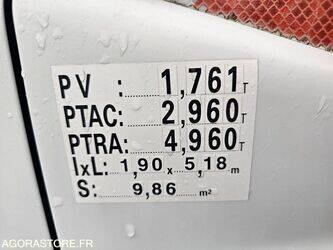 PV : 1,761 T
PTAC: 2,960 T
PTRA: 4,960 T
IxL: 1,90 x 5,18 m
S: 9,86 m²
AGORASTORE.FR